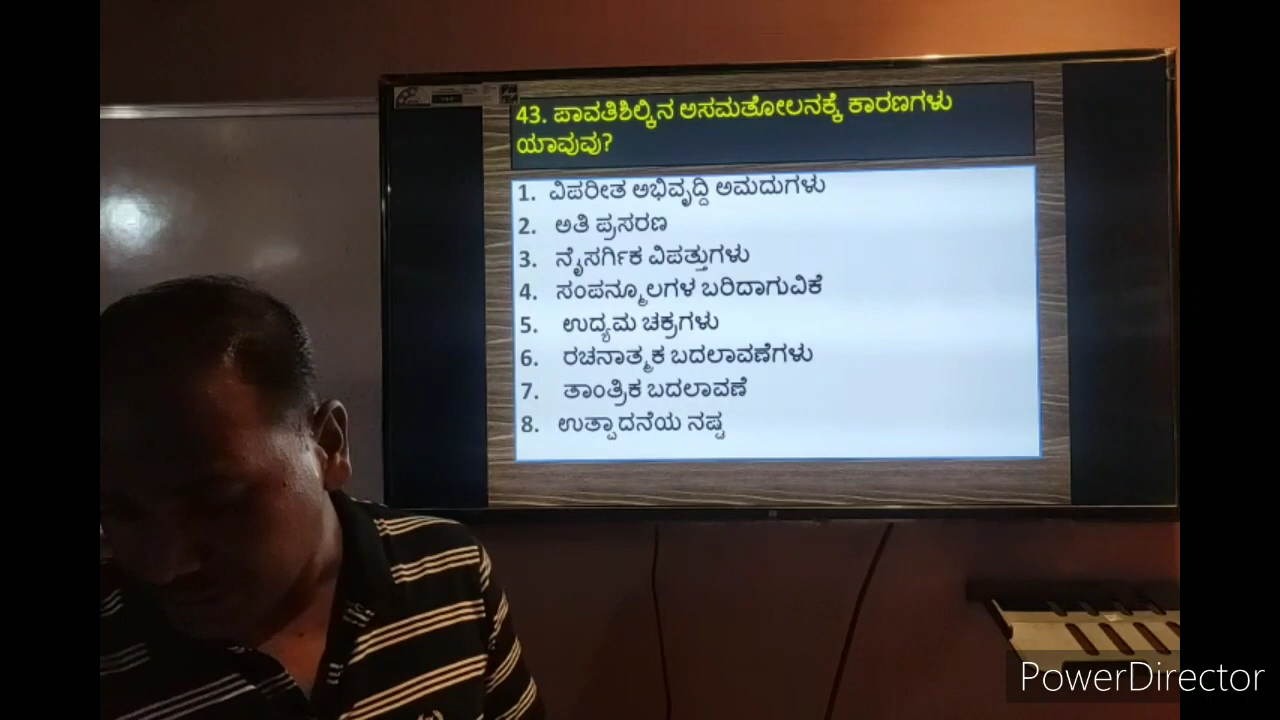 43. ಪಾವತಿಶಿಲ್ಕಿನ ಅಸಮತೋಲನಕ್ಕೆ ಕಾರಣಗಳು
ಯಾವುವು?
1. ವಿಪರೀತ ಅಭಿವೃದ್ದಿ ಅಮದುಗಳು
2. ಅತಿ ಪ್ರಸರಣ
3. ನೈಸರ್ಗಿಕ ವಿಪತ್ತುಗಳು
4. ಸಂಪನ್ಮೂಲಗಳ ಬರಿದಾಗುವಿಕೆ
5. ಉದ್ಯಮ ಚಕ್ರಗಳು
6. ರಚನಾತ್ಮಕ ಬದಲಾವಣೆಗಳು
7. ತಾಂತ್ರಿಕ ಬದಲಾವಣೆ
8. ಉತ್ಪಾದನೆಯ ನಷ್ಟ
PowerDirector